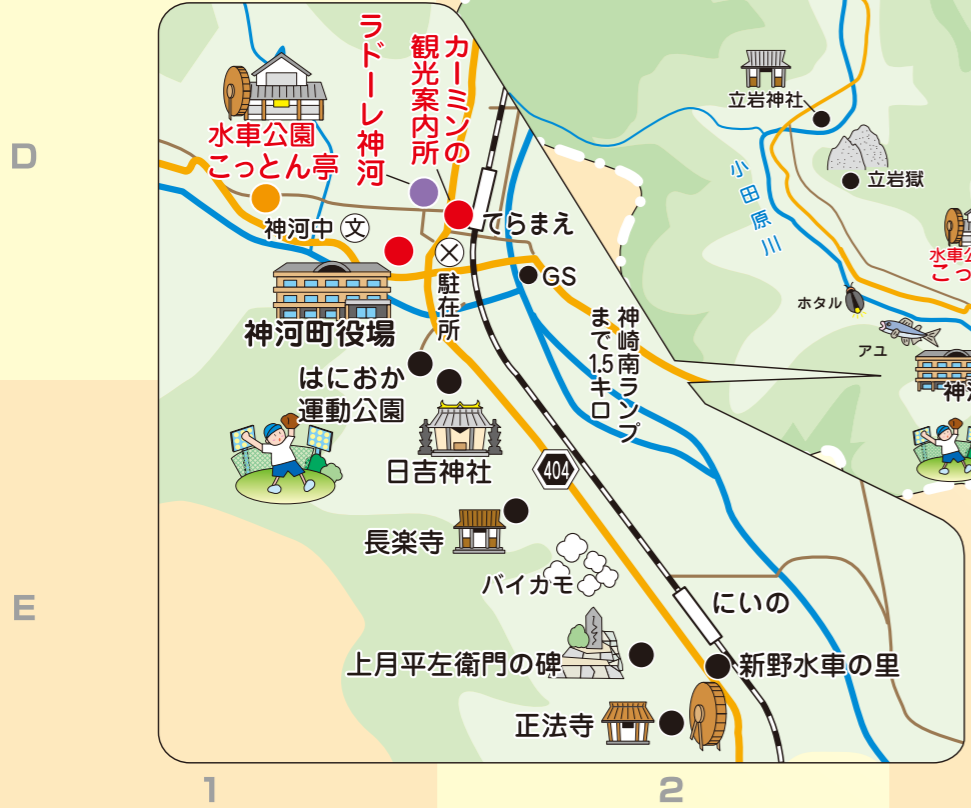 D
E
1
2
カーミンの
観光案内所
ラドーレ神河
水車公園
こっとん亭
神河中
文
てらまえ
駐在所
GS
神河町役場
はにおか
運動公園
日吉神社
404
神崎南ランプ
まで1.5キロ
長楽寺
バイカモ
にいの
上月平左衛門の碑
新野水車の里
正法寺
立岩神社
立岩嶽
小田原川
ホタル
アユ
水車公
こっ
神